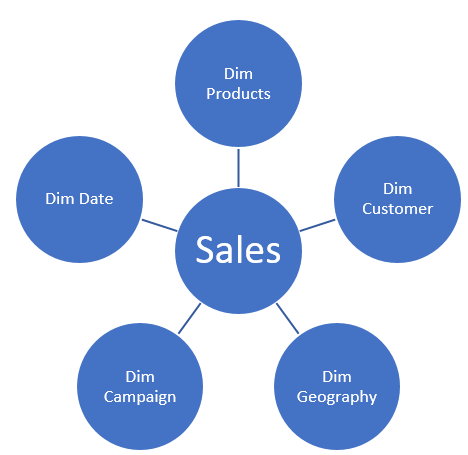 Dim
Products
Dim Date
Dim
Customer
Sales
Dim
Campaign
Dim
Geography